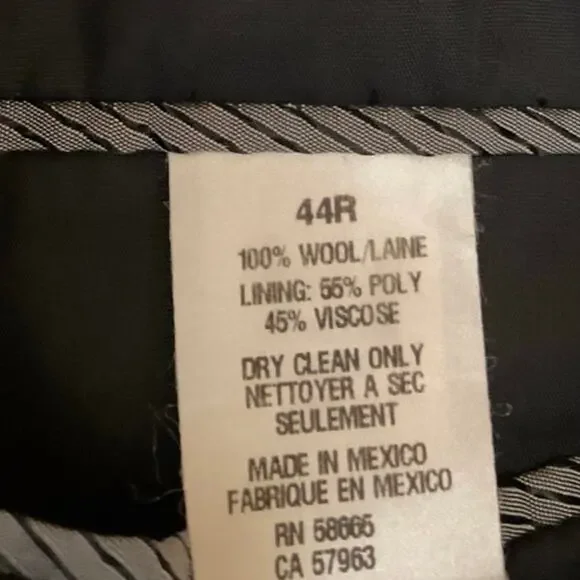 44R
100% WOOL/LAINE
LINING: 55% POLY
45% VISCOSE
DRY CLEAN ONLY
NETTOYER A SEC
SEULEMENT
MADE IN MEXICO
FABRIQUE EN MEXICO
RN 58665
CA 57963